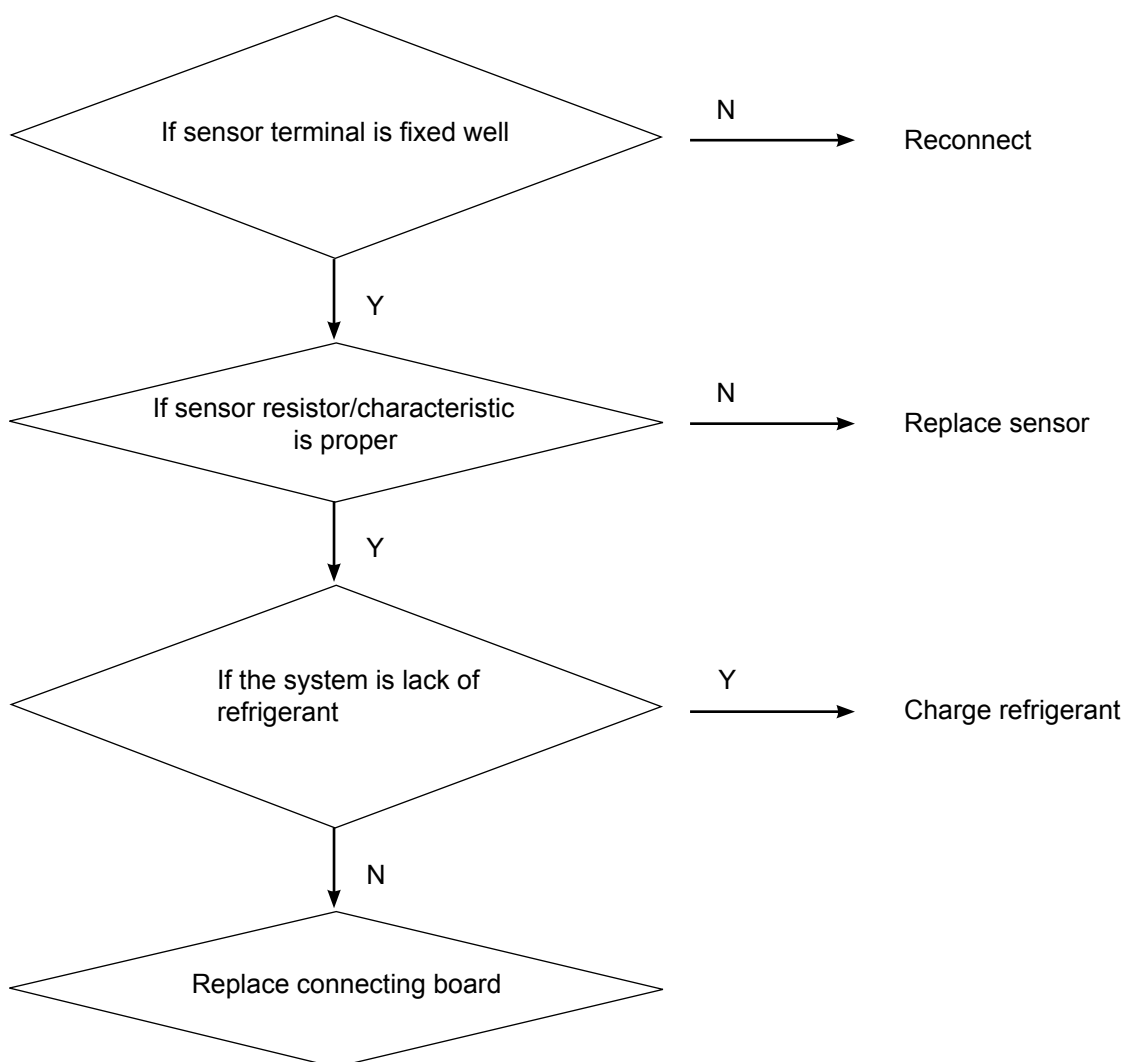 If sensor terminal is fixed well
N
Reconnect
Y
If sensor resistor/characteristic
is proper
N
Replace sensor
Y
If the system is lack of
refrigerant
Y
Charge refrigerant
N
Replace connecting board